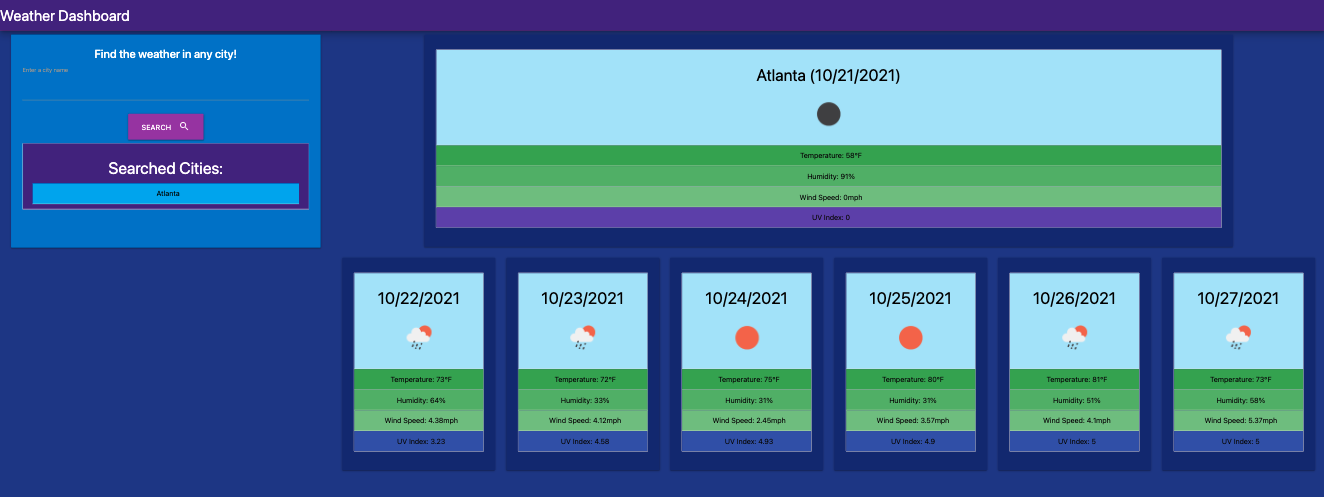 Weather Dashboard
Find the weather in any city!
Enter a city name
SEARCH
Searched Cities:
Atlanta
Atlanta (10/21/2021)
Temperature: 58°F
Humidity: 91%
Wind Speed: 0mph
UV Index: 0
10/22/2021
Temperature: 73°F
Humidity: 64%
Wind Speed: 4.38mph
UV Index: 3.23
10/23/2021
Temperature: 72°F
Humidity: 33%
Wind Speed: 4.12mph
UV Index: 4.58
10/24/2021
Temperature: 75°F
Humidity: 31%
Wind Speed: 2.45mph
UV Index: 4.93
10/25/2021
Temperature: 80°F
Humidity: 31%
Wind Speed: 3.57mph
UV Index: 4.9
10/26/2021
Temperature: 81°F
Humidity: 51%
Wind Speed: 4.1mph
UV Index: 5
10/27/2021
Temperature: 73°F
Humidity: 58%
Wind Speed: 5.37mph
UV Index: 5